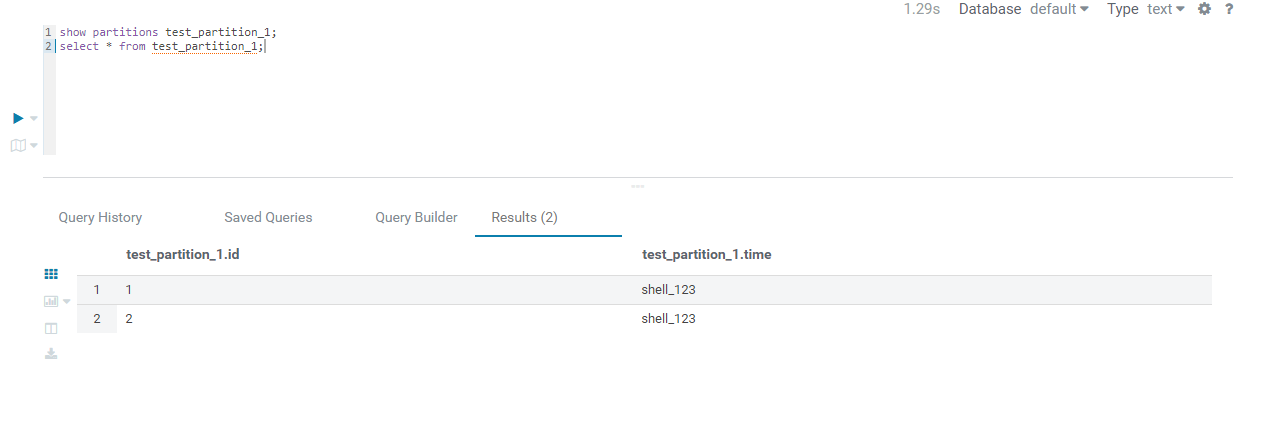 1.29s Database default Type text ?
1 show partitions test_partition_1;
2 select * from test_partition_1;
Query History Saved Queries Query Builder Results (2)
test_partition_1.id test_partition_1.time
1 1 shell_123
2 2 shell_123